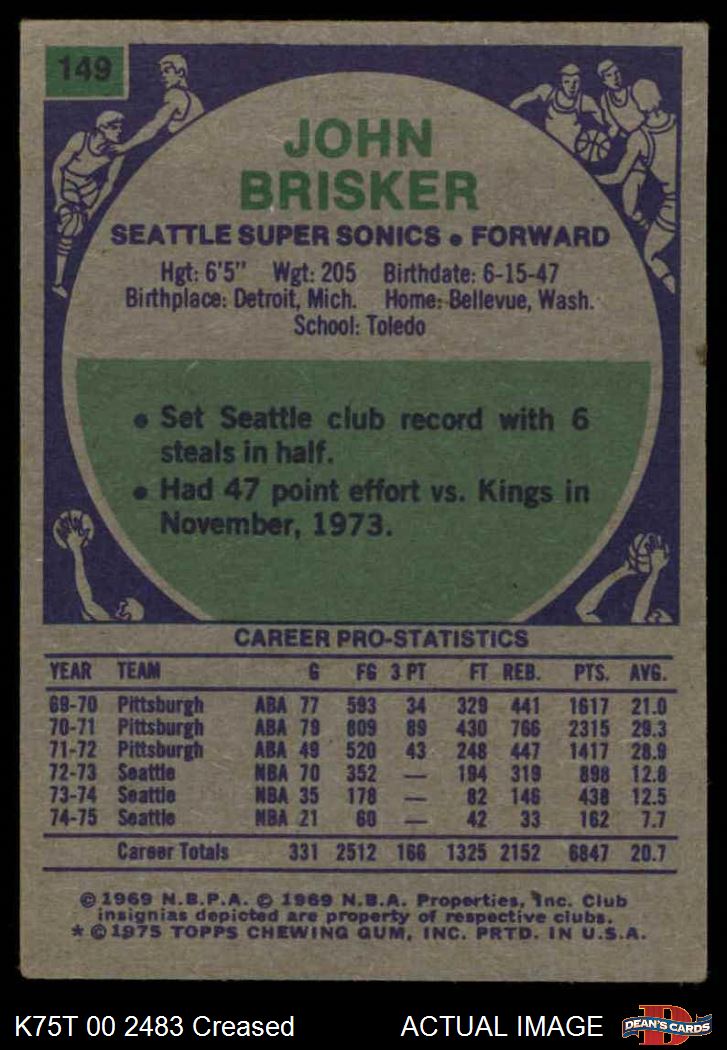 149
JOHN
BRISKER
SEATTLE SUPER SONICS • FORWARD
Hgt: 6'5" Wgt: 205 Birthdate: 6-15-47
Birthplace: Detroit, Mich. Home: Bellevue, Wash.
School: Toledo
• Set Seattle club record with 6
steals in half.
• Had 47 point effort vs. Kings in
November, 1973.
CAREER PRO-STATISTICS
YEAR TEAM G FG 3 PT FT REB. PTS. AVG.
69-70 Pittsburgh ABA 77 593 34 329 441 1617 21.0
70-71 Pittsburgh ABA 79 809 89 430 766 2315 29.3
71-72 Pittsburgh ABA 49 520 43 248 447 1417 28.9
72-73 Seattle NBA 70 352 — 194 319 898 12.8
73-74 Seattle NBA 35 178 — 82 146 438 12.5
74-75 Seattle NBA 21 60 — 42 33 162 7.7
Career Totals 331 2512 166 1325 2152 6847 20.7
© 1969 N.B.P.A. © 1969 N.B.A. Properties, Inc. Club
insignias depicted are property of respective clubs.
* © 1975 TOPPS CHEWING GUM, INC. PRTD. IN U.S.A.
K75T 00 2483 Creased ACTUAL IMAGE
D
DEAN'S CARDS